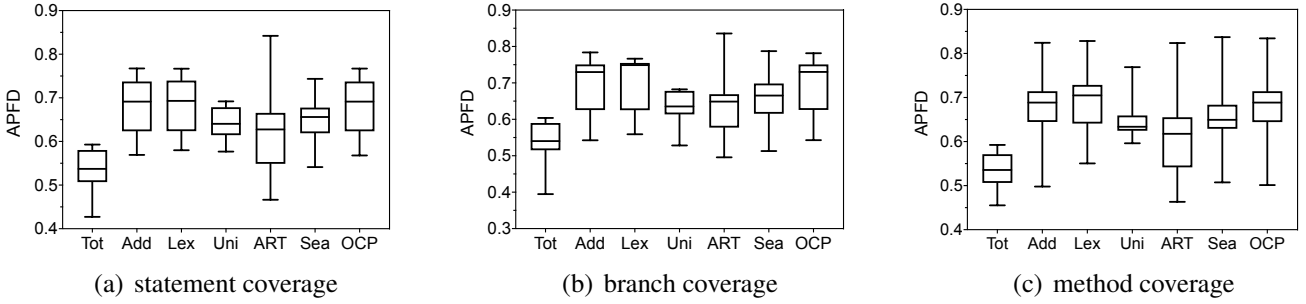 APFD
0.9
0.8
0.7
0.6
0.5
0.4
Tot Add Lex Uni ART Sea OCP
(a) statement coverage
APFD
0.9
0.8
0.7
0.6
0.5
0.4
0.3
Tot Add Lex Uni ART Sea OCP
(b) branch coverage
APFD
0.9
0.8
0.7
0.6
0.5
0.4
Tot Add Lex Uni ART Sea OCP
(c) method coverage